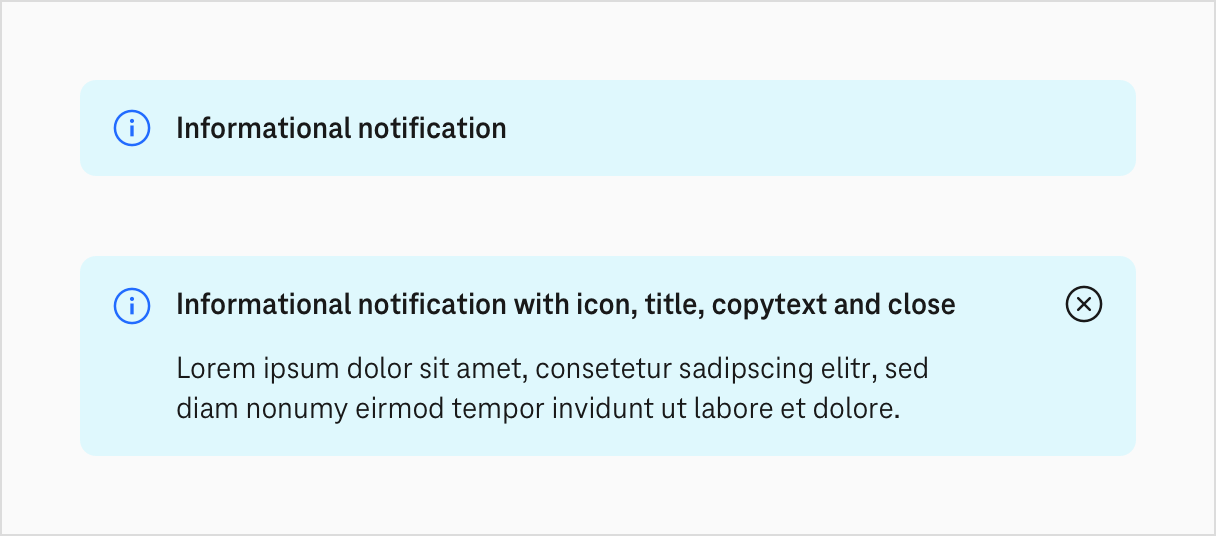 Informational notification
Informational notification with icon, title, copytext and close
Lorem ipsum dolor sit amet, consetetur sadipscing elitr, sed
diam nonumy eirmod tempor invidunt ut labore et dolore.